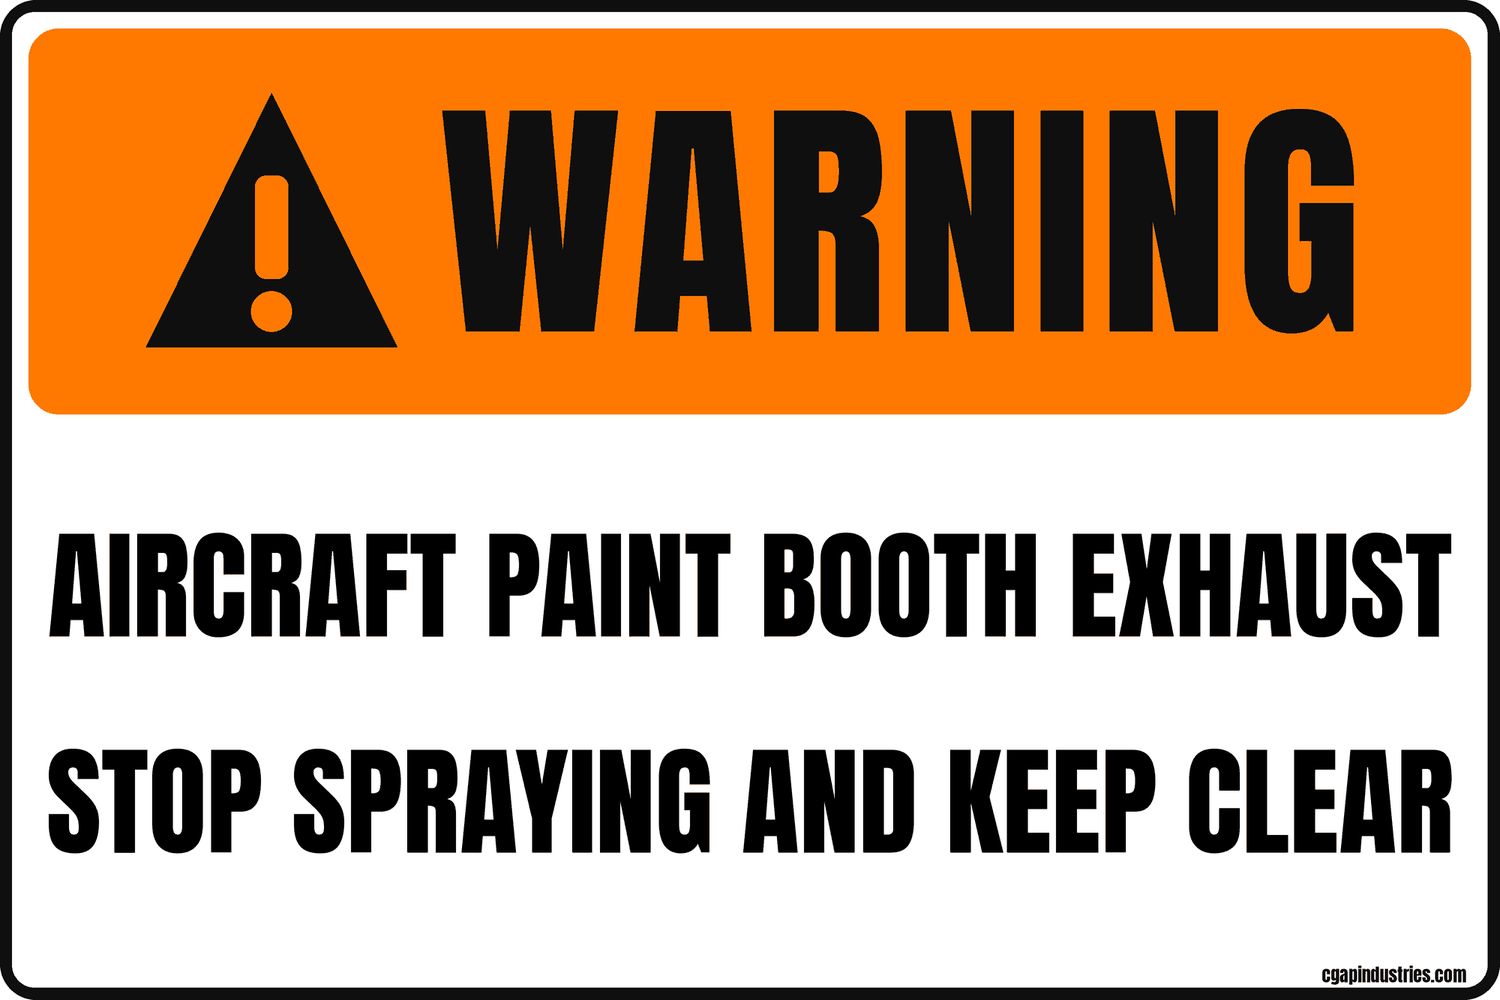 WARNING
AIRCRAFT PAINT BOOTH EXHAUST
STOP SPRAYING AND KEEP CLEAR
cgapindustries.com